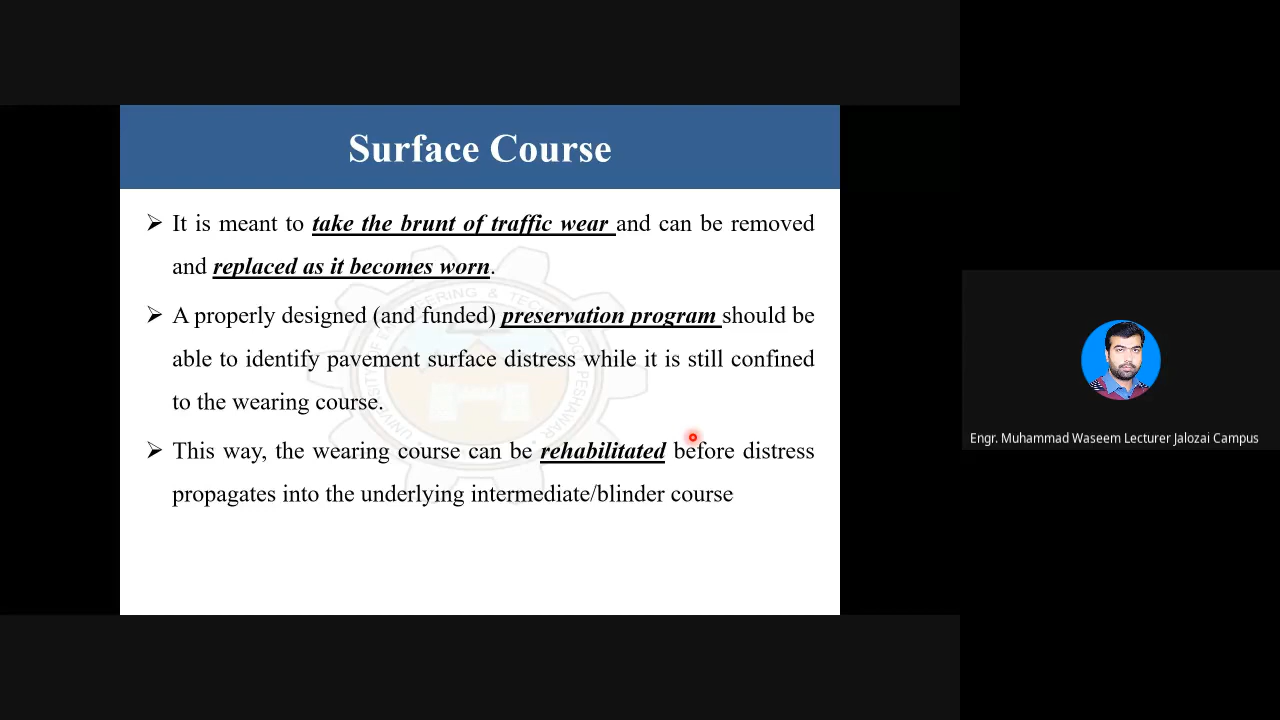 Surface Course
➢ It is meant to take the brunt of traffic wear and can be removed
and replaced as it becomes worn.
➢ A properly designed (and funded) preservation program should be
able to identify pavement surface distress while it is still confined
to the wearing course.
➢ This way, the wearing course can be rehabilitated before distress
propagates into the underlying intermediate/blinder course
Engr. Muhammad Waseem Lecturer Jalozai Campus